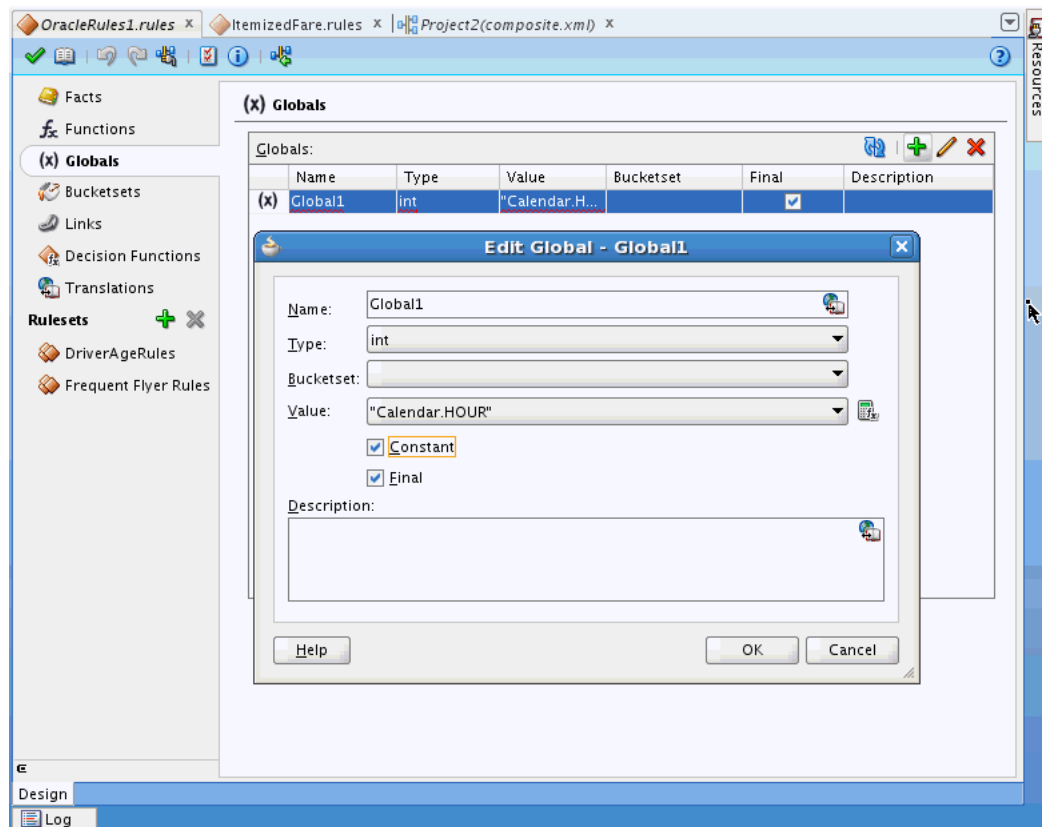 OracleRules1.rules x ItemizedFare.rules x Project2(composite.xml) x
Resources
Facts
Functions
(x) Globals
Bucketsets
Links
Decision Functions
Translations
Rulesets
DriverAgeRules
Frequent Flyer Rules
(x) Globals
Globals:
Name Type Value Bucketset Final Description
(x) Global1 int "Calendar.H...
Edit Global - Global1
Name: Global1
Type: int
Bucketset:
Value: "Calendar.HOUR"
Constant
Final
Description:
Help OK Cancel
Design
Log